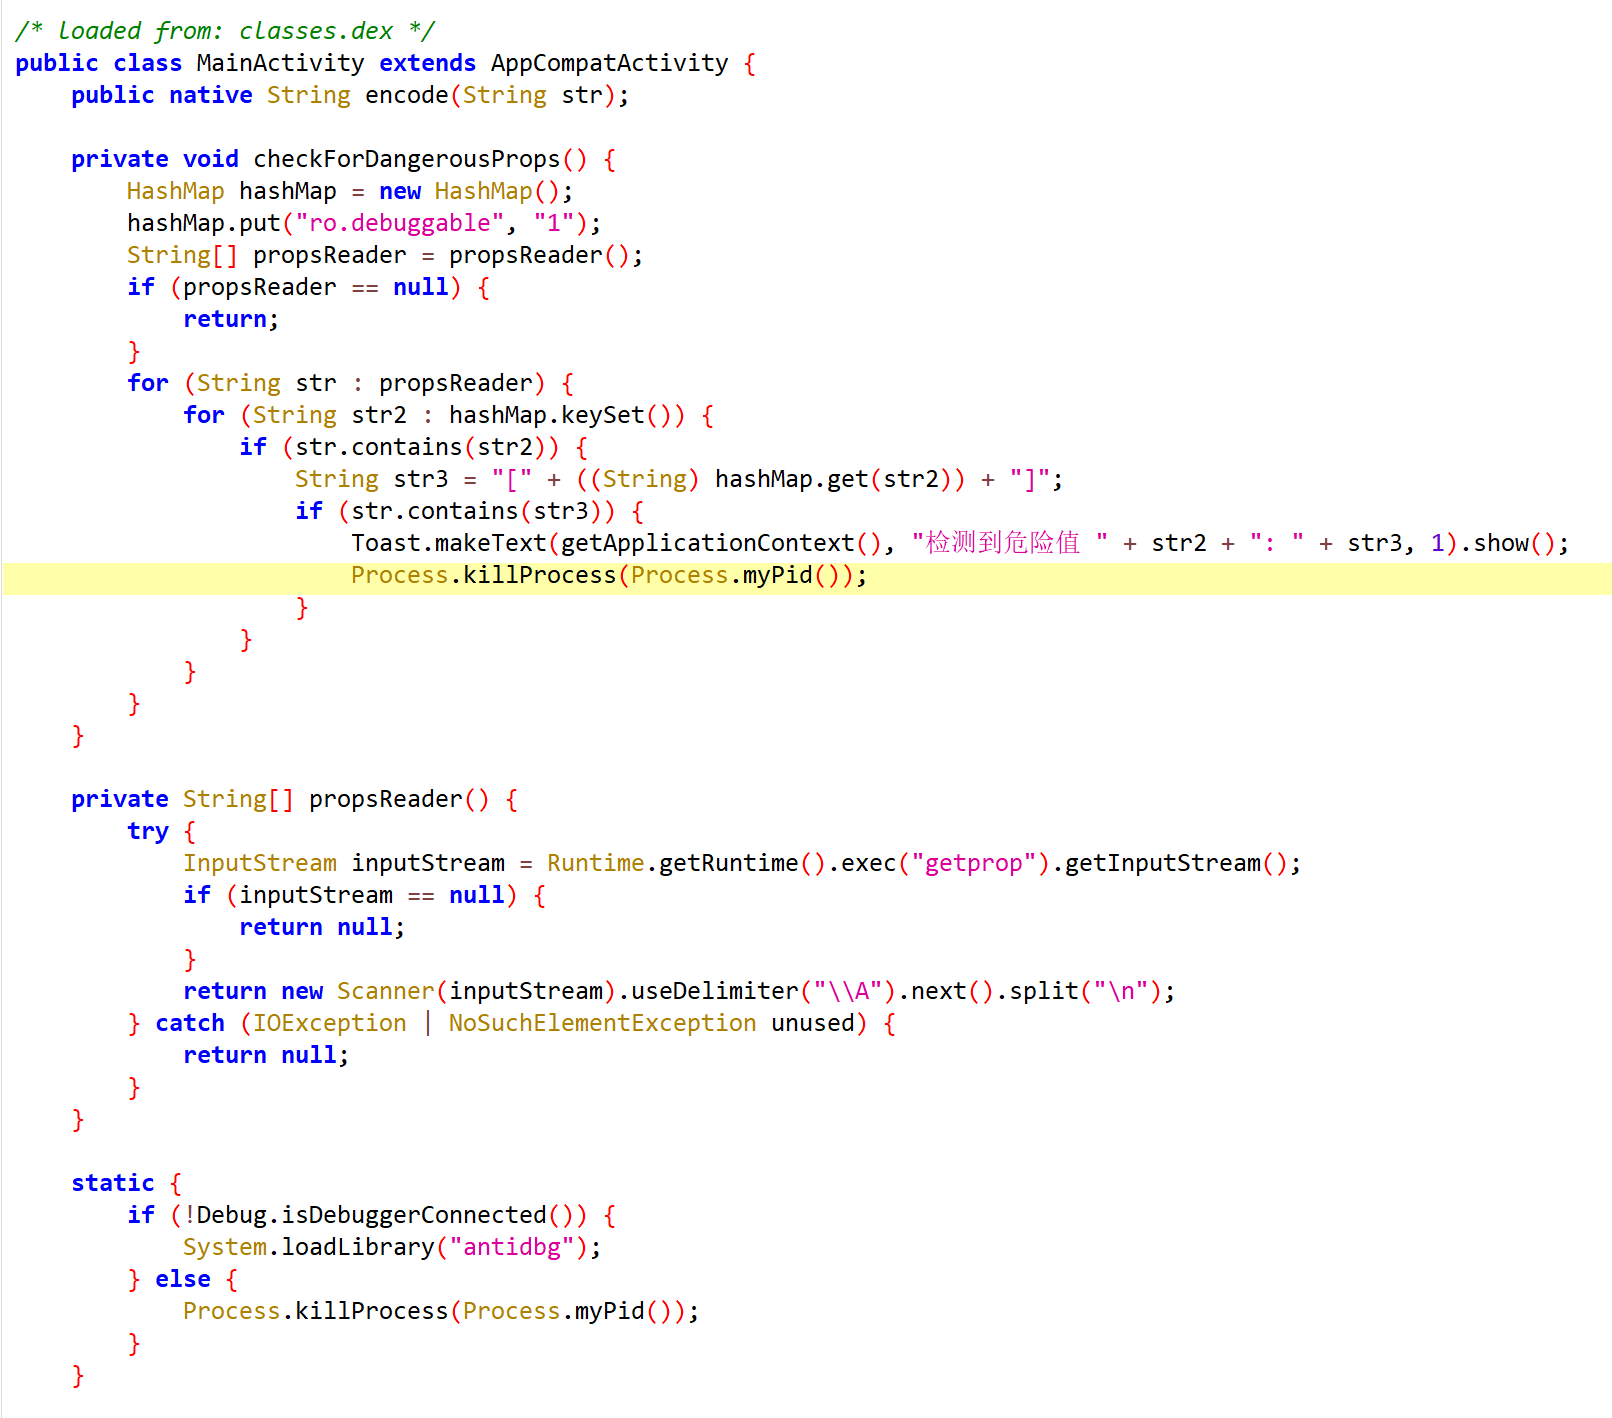 /* loaded from: classes.dex */
public class MainActivity extends AppCompatActivity {
    public native String encode(String str);

    private void checkForDangerousProps() {
        HashMap hashMap = new HashMap();
        hashMap.put("ro.debuggable", "1");
        String[] propsReader = propsReader();
        if (propsReader == null) {
            return;
        }
        for (String str : propsReader) {
            for (String str2 : hashMap.keySet()) {
                if (str.contains(str2)) {
                    String str3 = "[" + ((String) hashMap.get(str2)) + "]";
                    if (str.contains(str3)) {
                        Toast.makeText(getApplicationContext(), "检测到危险值 " + str2 + ": " + str3, 1).show();
                        Process.killProcess(Process.myPid());
                    }
                }
            }
        }
    }

    private String[] propsReader() {
        try {
            InputStream inputStream = Runtime.getRuntime().exec("getprop").getInputStream();
            if (inputStream == null) {
                return null;
            }
            return new Scanner(inputStream).useDelimiter("\\A").next().split("\n");
        } catch (IOException | NoSuchElementException unused) {
            return null;
        }
    }

    static {
        if (!Debug.isDebuggerConnected()) {
            System.loadLibrary("antidbg");
        } else {
            Process.killProcess(Process.myPid());
        }
    }